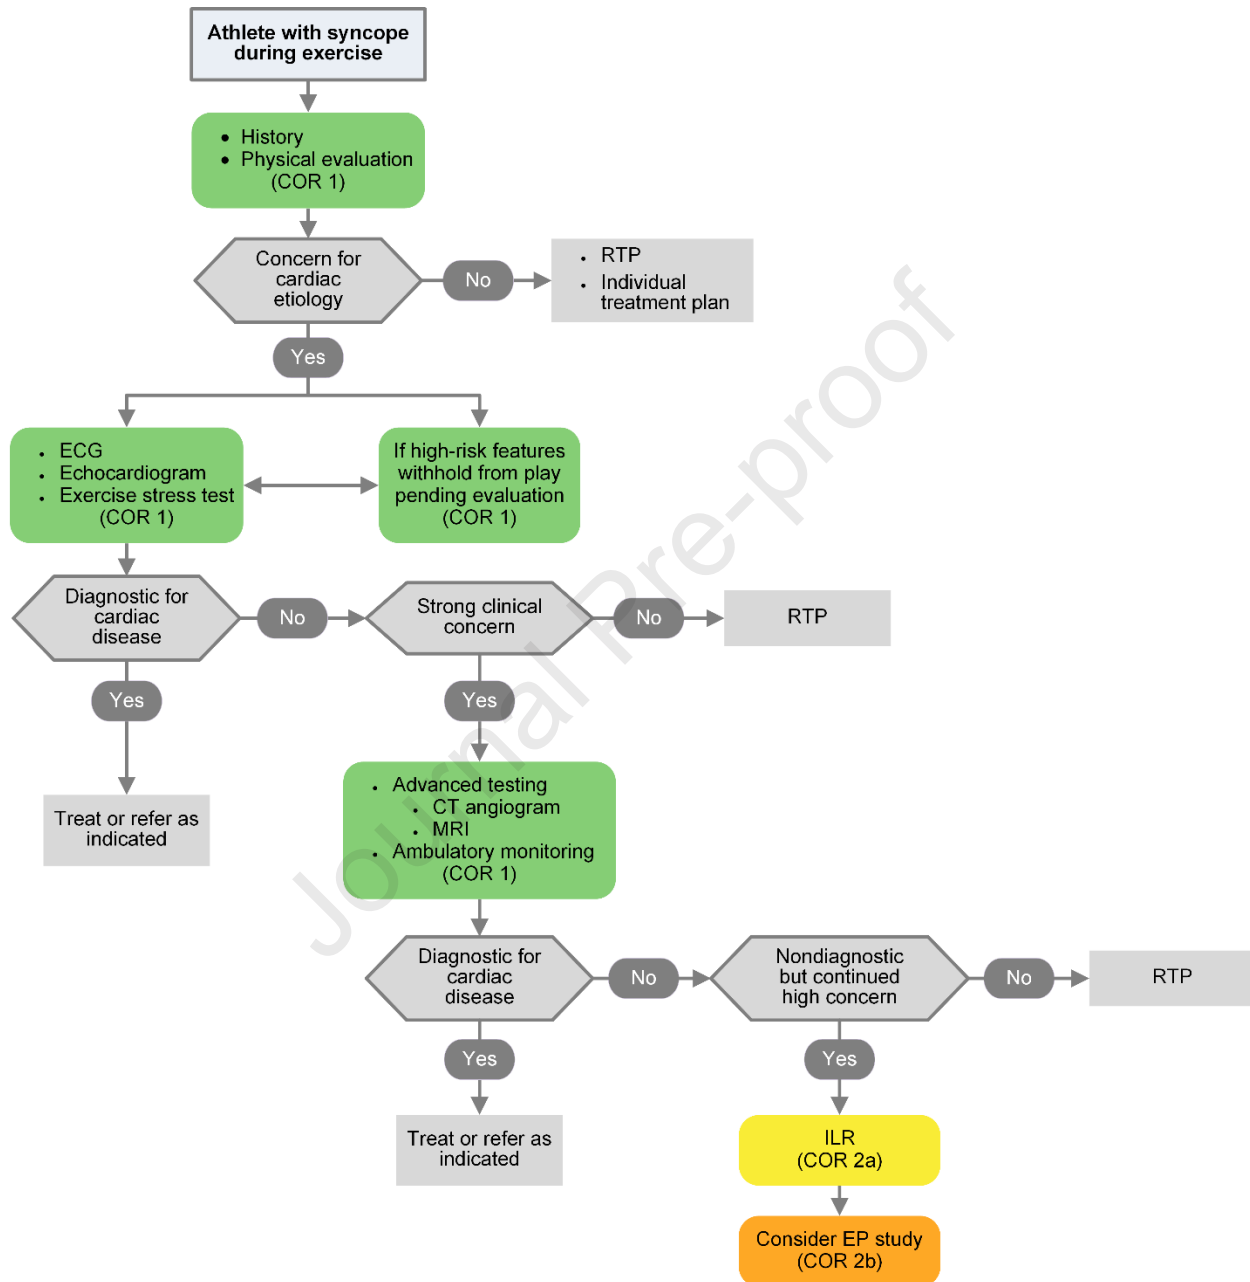 Athlete with syncope
during exercise
• History
• Physical evaluation
(COR 1)
Concern for
cardiac
etiology
No
• RTP
• Individual
treatment plan
Yes
• ECG
• Echocardiogram
• Exercise stress test
(COR 1)
If high-risk features
withhold from play
pending evaluation
(COR 1)
Diagnostic for
cardiac
disease
No
Strong clinical
concern
No
RTP
Yes
Yes
Treat or refer as
indicated
• Advanced testing
• CT angiogram
• MRI
• Ambulatory monitoring
(COR 1)
Diagnostic for
cardiac
disease
No
Nondiagnostic
but continued
high concern
No
RTP
Yes
Yes
Treat or refer as
indicated
ILR
(COR 2a)
Consider EP study
(COR 2b)
Journal Pre-proof